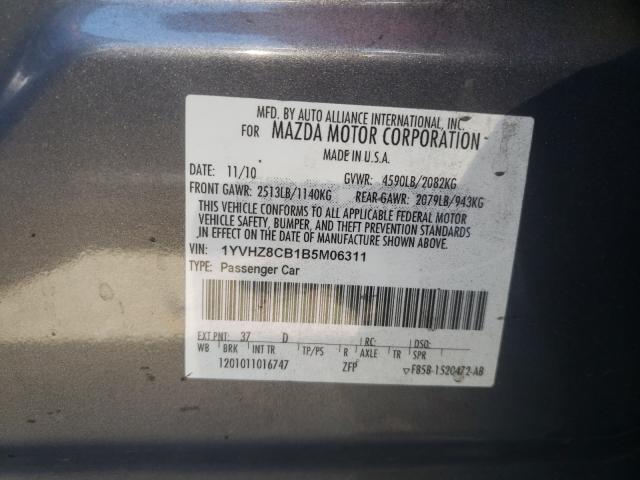 MFD. BY AUTO ALLIANCE INTERNATIONAL, INC.
FOR MAZDA MOTOR CORPORATION
MADE IN U.S.A.
DATE: 11/10 GVWR: 4590LB/2082KG
FRONT GAWR: 2513LB/1140KG REAR GAWR: 2079LB/943KG
THIS VEHICLE CONFORMS TO ALL APPLICABLE FEDERAL MOTOR
VEHICLE SAFETY, BUMPER, AND THEFT PREVENTION STANDARDS
IN EFFECT ON THE DATE OF MANUFACTURE SHOWN ABOVE.
VIN: 1YVHZ8CB1B5M06311
TYPE: Passenger Car
EXT PNT: 37 D RC: DSO:
WB BRK INT TR TP/PS R AXLE TR SPR
1201011016747 ZFP F85B-1520472-AB